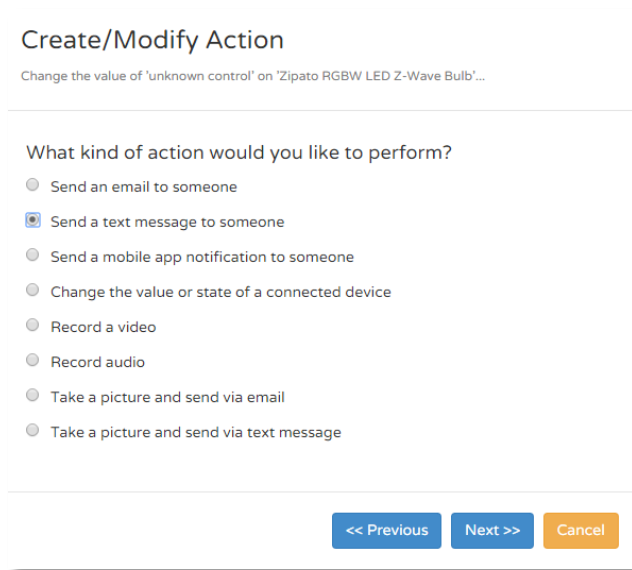 Create/Modify Action
Change the value of 'unknown control' on 'Zipato RGBW LED Z-Wave Bulb'...
What kind of action would you like to perform?
Send an email to someone
Send a text message to someone
Send a mobile app notification to someone
Change the value or state of a connected device
Record a video
Record audio
Take a picture and send via email
Take a picture and send via text message
<< Previous
Next >>
Cancel